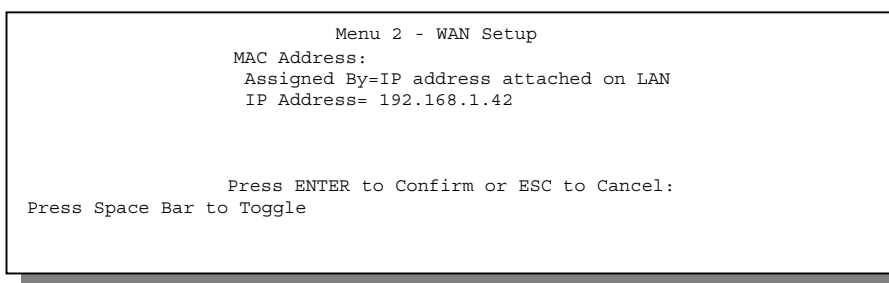 Menu 2 - WAN Setup
MAC Address:
Assigned By=IP address attached on LAN
IP Address= 192.168.1.42
Press ENTER to Confirm or ESC to Cancel:
Press Space Bar to Toggle